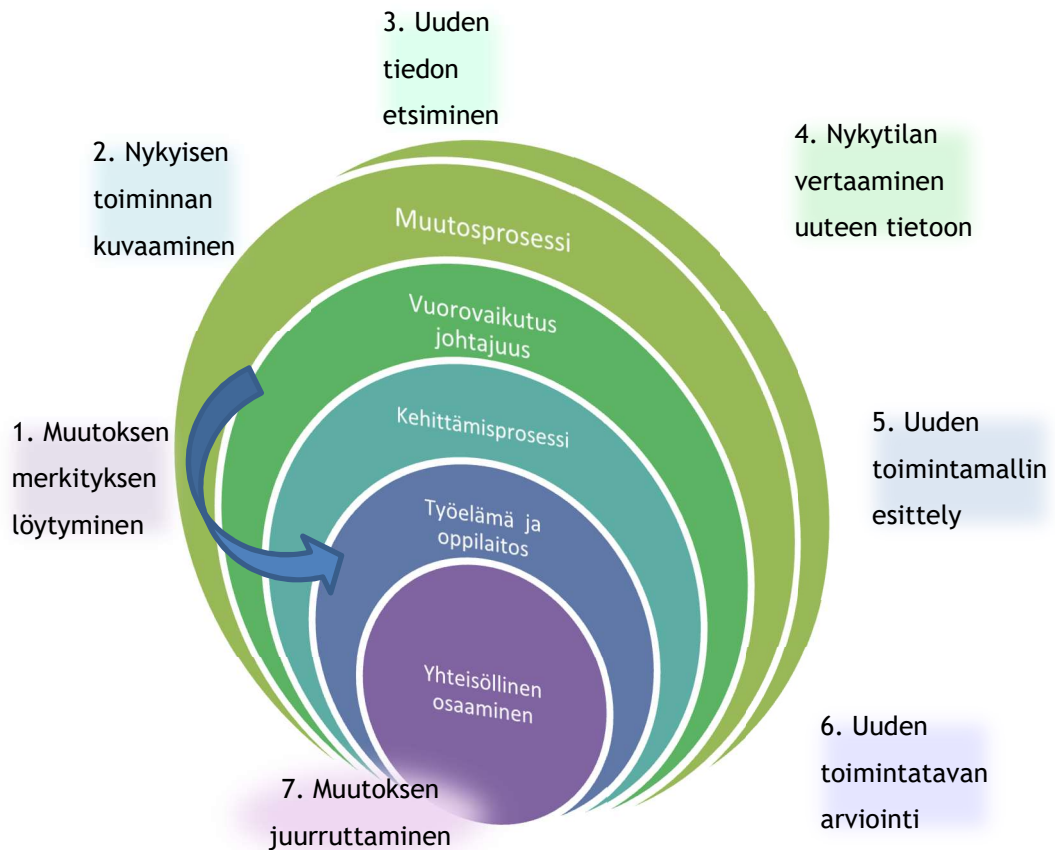 3. Uuden
tiedon
etsiminen
2. Nykyisen
toiminnan
kuvaaminen
4. Nykytilan
vertaaminen
uuteen tietoon
Muutosprosessi
Vuorovaikutus
johtajuus
Kehittämisprosessi
1. Muutoksen
merkityksen
löytyminen
5. Uuden
toimintamallin
esittely
Työelämä ja
oppilaitos
Yhteisöllinen
osaaminen
6. Uuden
toimintatavan
arviointi
7. Muutoksen
juurruttaminen